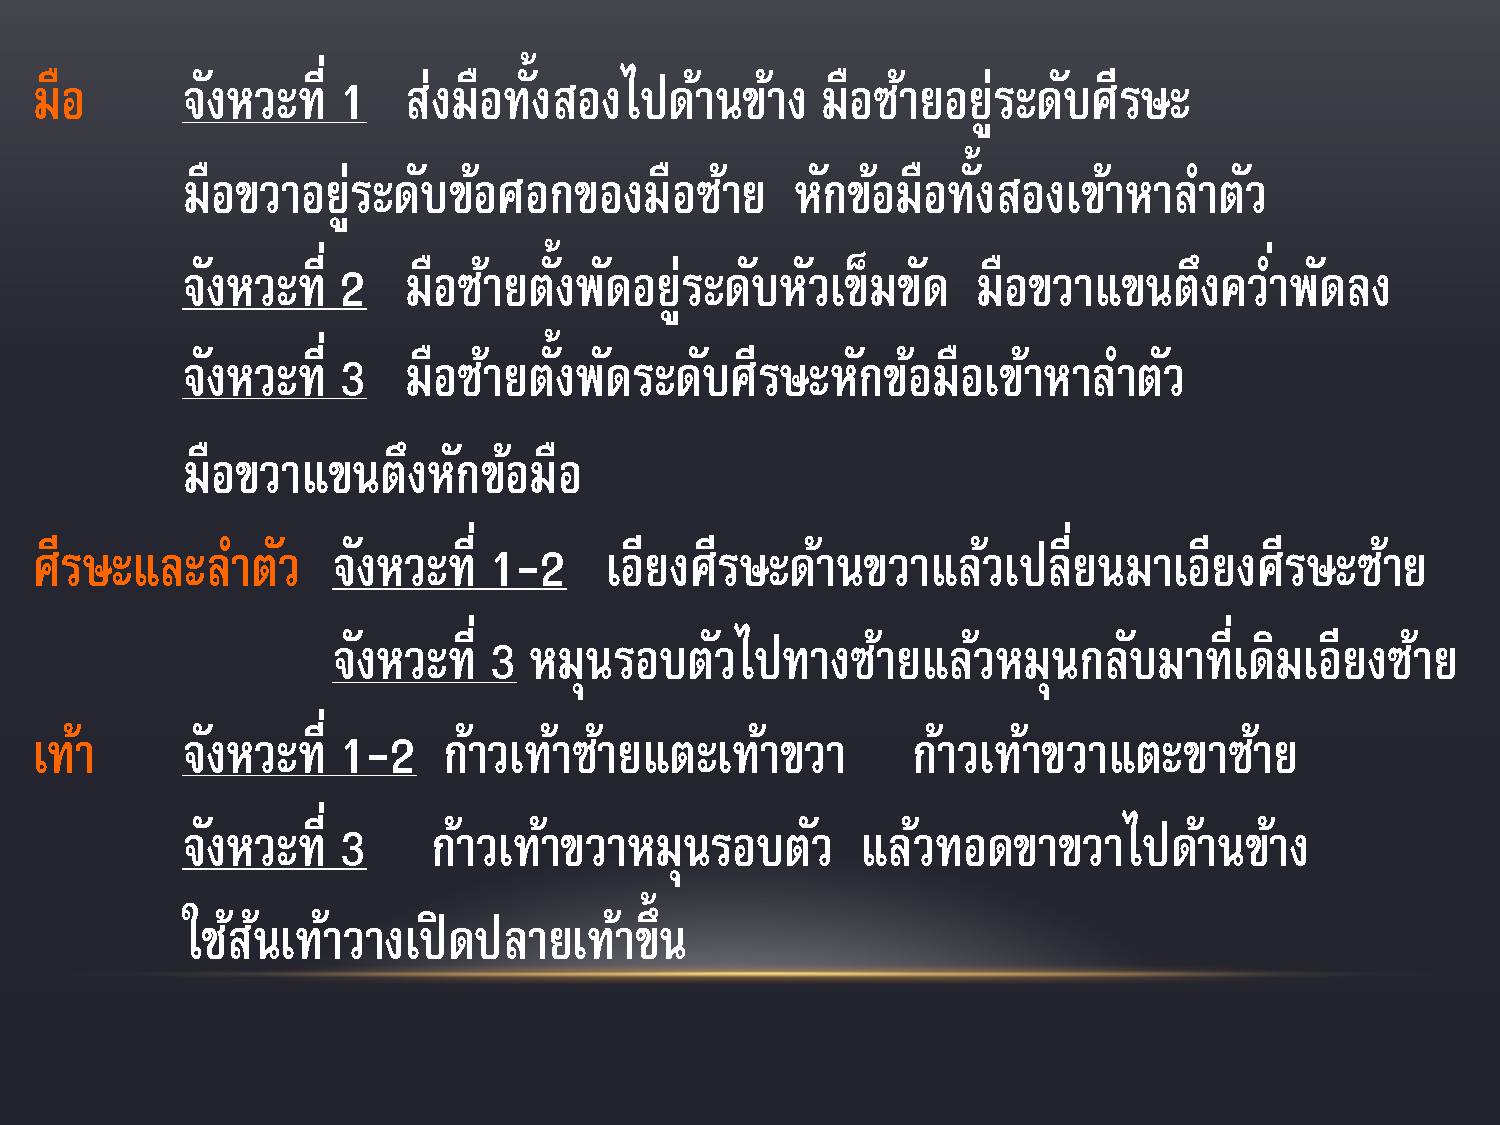 มือ จังหวะที่ 1 ส่งมือทั้งสองไปด้านข้าง มือซ้ายอยู่ระดับศีรษะ
มือขวาอยู่ระดับข้อศอกของมือซ้าย หักข้อมือทั้งสองเข้าหาลำตัว
จังหวะที่ 2 มือซ้ายตั้งพัดอยู่ระดับหัวเข็มขัด มือขวาแขนตึงคว่ำพัดลง
จังหวะที่ 3 มือซ้ายตั้งพัดระดับศีรษะหักข้อมือเข้าหาลำตัว
มือขวาแขนตึงหักข้อมือ
ศีรษะและลำตัว จังหวะที่ 1-2 เอียงศีรษะด้านขวาแล้วเปลี่ยนมาเอียงศีรษะซ้าย
จังหวะที่ 3 หมุนรอบตัวไปทางซ้ายแล้วหมุนกลับมาที่เดิมเอียงซ้าย
เท้า จังหวะที่ 1-2 ก้าวเท้าซ้ายแตะเท้าขวา ก้าวเท้าขวาแตะขาซ้าย
จังหวะที่ 3 ก้าวเท้าขวาหมุนรอบตัว แล้วทอดขาขวาไปด้านข้าง
ใช้ส้นเท้าวางเปิดปลายเท้าขึ้น